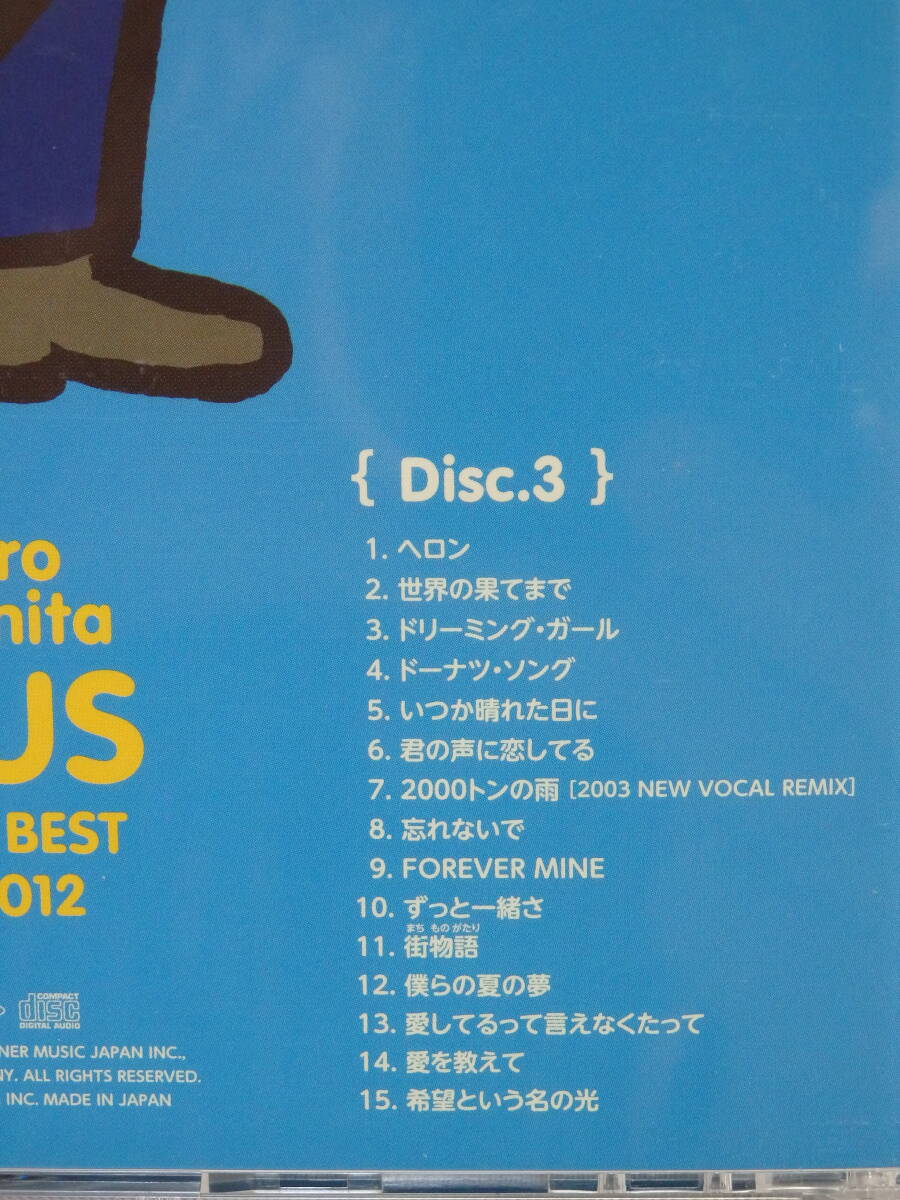 ro
hita
US
BEST
012
COMPACT
disc
DIGITAL AUDIO
NER MUSIC JAPAN INC.,
NY. ALL RIGHTS RESERVED.
INC. MADE IN JAPAN
{ Disc.3 }
1. ヘロン
2. 世界の果てまで
3. ドリーミング・ガール
4. ドーナツ・ソング
5. いつか晴れた日に
6. 君の声に恋してる
7. 2000トンの雨 [2003 NEW VOCAL REMIX]
8. 忘れないで
9. FOREVER MINE
10. ずっと一緒さ
まち ものがたり
11. 街物語
12. 僕らの夏の夢
13. 愛してるって言えなくたって
14. 愛を教えて
15. 希望という名の光